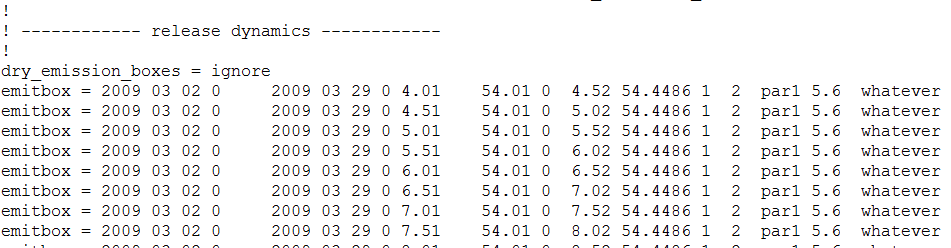 !
! ------------ release dynamics ------------
!
dry_emission_boxes = ignore
emitbox = 2009 03 02 0     2009 03 29 0 4.01    54.01 0  4.52 54.4486 1  2  par1 5.6  whatever
emitbox = 2009 03 02 0     2009 03 29 0 4.51    54.01 0  5.02 54.4486 1  2  par1 5.6  whatever
emitbox = 2009 03 02 0     2009 03 29 0 5.01    54.01 0  5.52 54.4486 1  2  par1 5.6  whatever
emitbox = 2009 03 02 0     2009 03 29 0 5.51    54.01 0  6.02 54.4486 1  2  par1 5.6  whatever
emitbox = 2009 03 02 0     2009 03 29 0 6.01    54.01 0  6.52 54.4486 1  2  par1 5.6  whatever
emitbox = 2009 03 02 0     2009 03 29 0 6.51    54.01 0  7.02 54.4486 1  2  par1 5.6  whatever
emitbox = 2009 03 02 0     2009 03 29 0 7.01    54.01 0  7.52 54.4486 1  2  par1 5.6  whatever
emitbox = 2009 03 02 0     2009 03 29 0 7.51    54.01 0  8.02 54.4486 1  2  par1 5.6  whatever